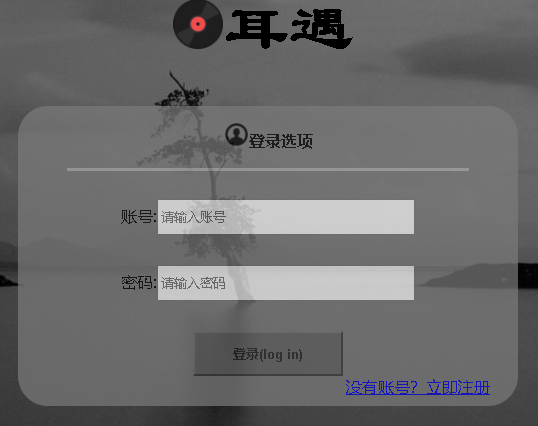 耳遇
登录选项
账号:请输入账号
密码:请输入密码
登录(log in)
没有账号？立即注册